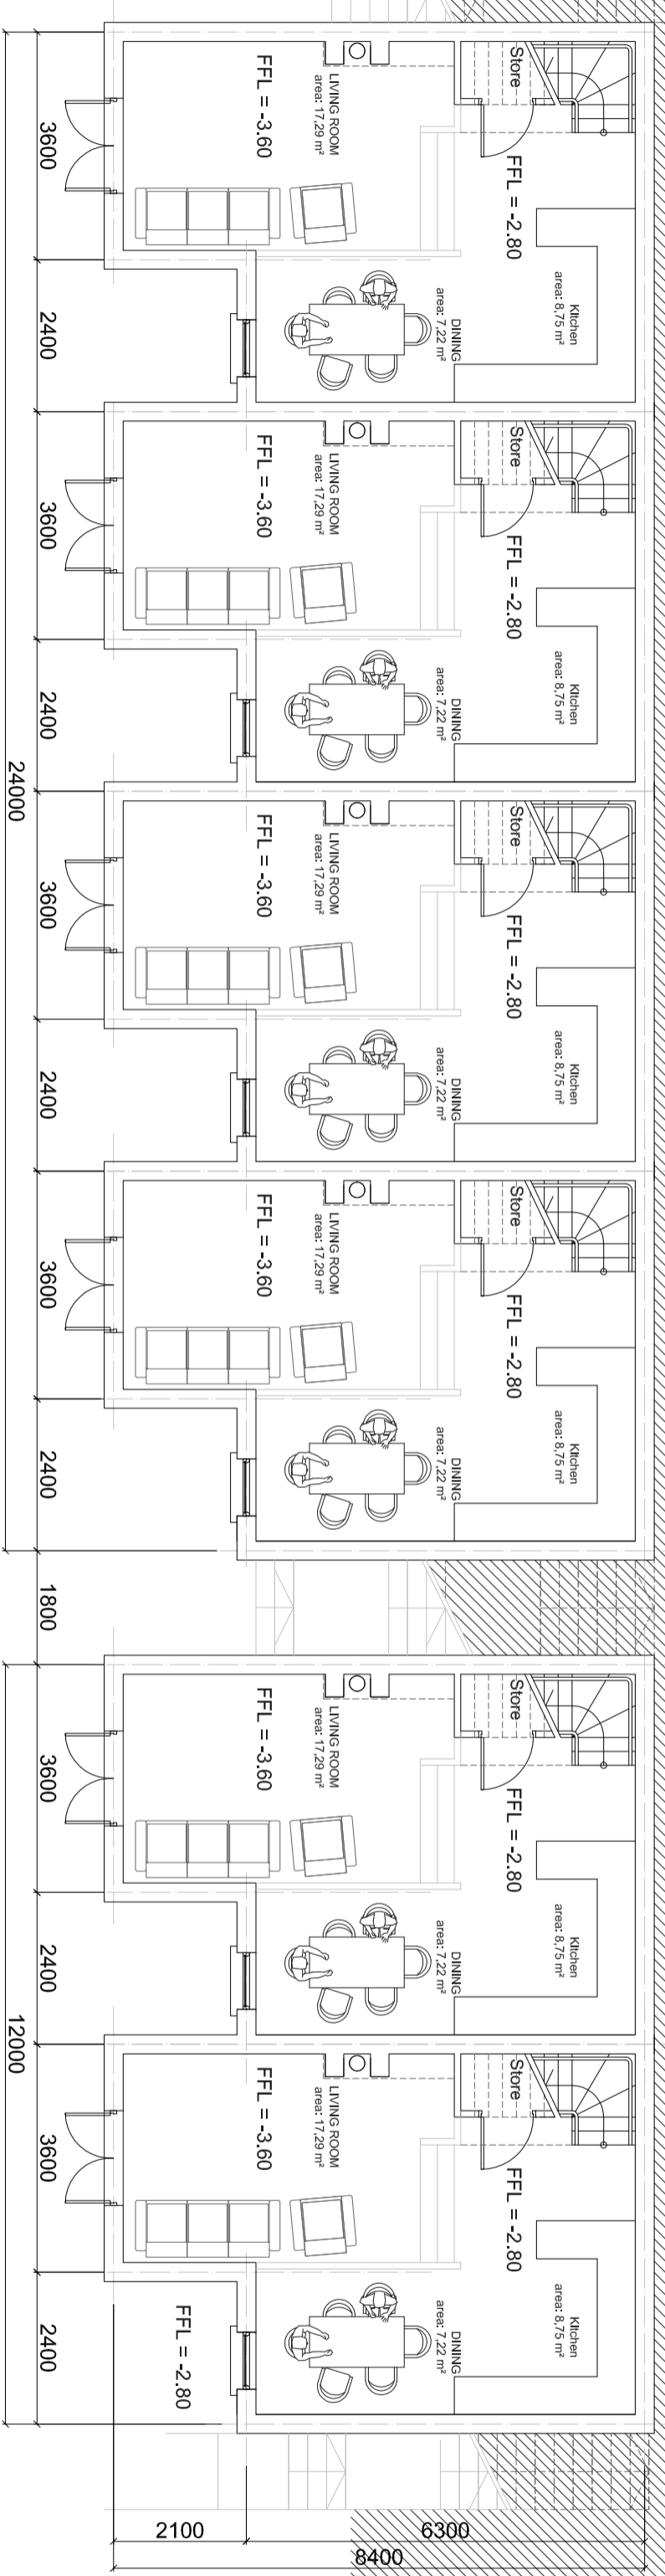 Store
FFL = -2.80
Kitchen
area: 8,75 m²
LIVING ROOM
area: 17,29 m²
DINING
area: 7,22 m²
FFL = -3.60
Store
FFL = -2.80
Kitchen
area: 8,75 m²
LIVING ROOM
area: 17,29 m²
DINING
area: 7,22 m²
FFL = -3.60
Store
FFL = -2.80
Kitchen
area: 8,75 m²
LIVING ROOM
area: 17,29 m²
DINING
area: 7,22 m²
FFL = -3.60
Store
FFL = -2.80
Kitchen
area: 8,75 m²
LIVING ROOM
area: 17,29 m²
DINING
area: 7,22 m²
FFL = -3.60
Store
FFL = -2.80
Kitchen
area: 8,75 m²
LIVING ROOM
area: 17,29 m²
DINING
area: 7,22 m²
FFL = -3.60
Store
FFL = -2.80
Kitchen
area: 8,75 m²
LIVING ROOM
area: 17,29 m²
DINING
area: 7,22 m²
FFL = -3.60
FFL = -2.80
3600
2400
3600
2400
3600
2400
3600
2400
1800
3600
2400
3600
2400
24000
12000
2100
6300
8400